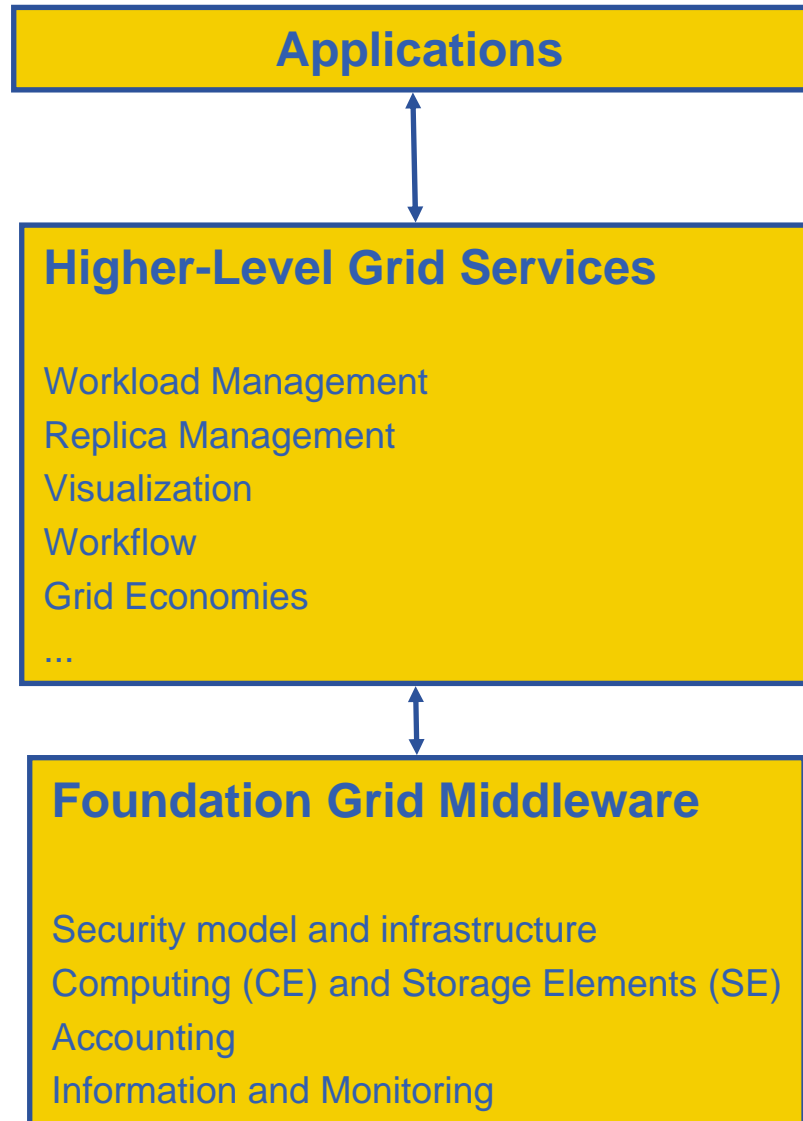 Applications
Higher-Level Grid Services
Workload Management
Replica Management
Visualization
Workflow
Grid Economies
...
Foundation Grid Middleware
Security model and infrastructure
Computing (CE) and Storage Elements (SE)
Accounting
Information and Monitoring